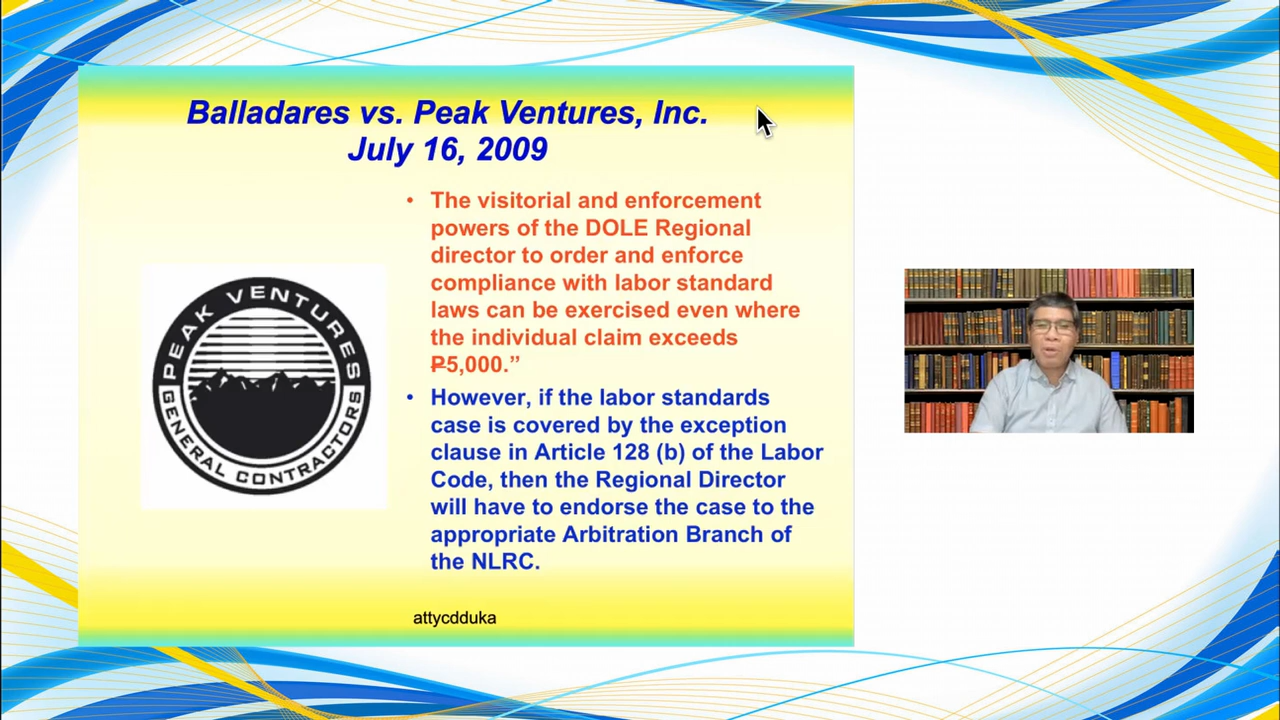 Balladares vs. Peak Ventures, Inc.
July 16, 2009
• The visitorial and enforcement
powers of the DOLE Regional
director to order and enforce
compliance with labor standard
laws can be exercised even where
the individual claim exceeds
₱5,000.”
• However, if the labor standards
case is covered by the exception
clause in Article 128 (b) of the Labor
Code, then the Regional Director
will have to endorse the case to the
appropriate Arbitration Branch of
the NLRC.
PEAK VENTURES
GENERAL CONTRACTORS
attycdduka